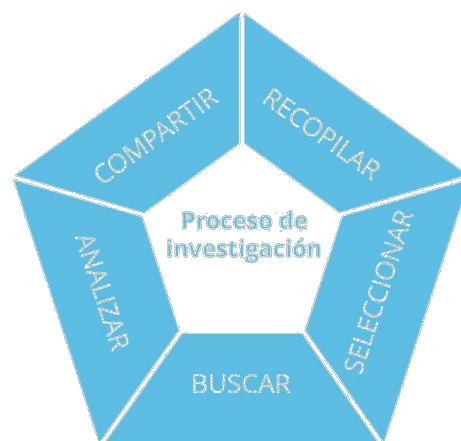 COMPARTIR
RECOPILAR
Proceso de
investigación
ANALIZAR
SELECCIONAR
BUSCAR